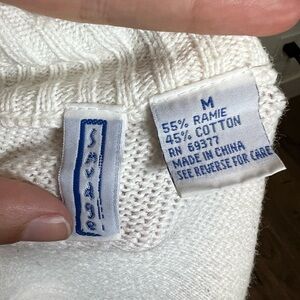 Savage
M
55% RAMIE
45% COTTON
RN 69377
MADE IN CHINA
SEE REVERSE FOR CARE